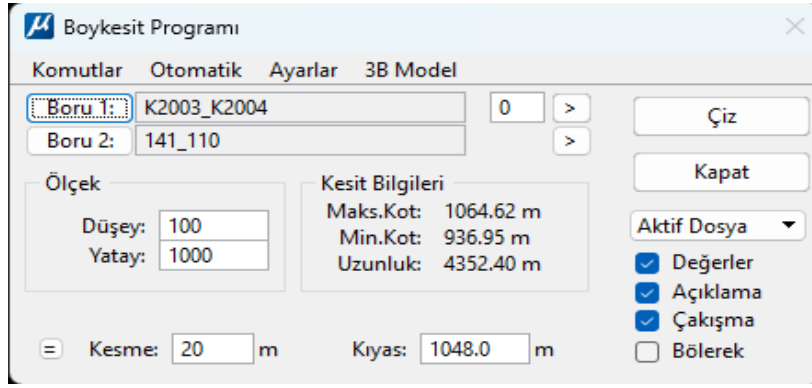 Boykesit Programı
Komutlar Otomatik Ayarlar 3B Model
Boru 1: K2003_K2004 0 >
Boru 2: 141_110 >
Çiz
Kapat
Ölçek
Düşey: 100
Yatay: 1000
Kesit Bilgileri
Maks.Kot: 1064.62 m
Min.Kot: 936.95 m
Uzunluk: 4352.40 m
Aktif Dosya
Değerler
Açıklama
Çakışma
Bölerek
= Kesme: 20 m Kıyas: 1048.0 m